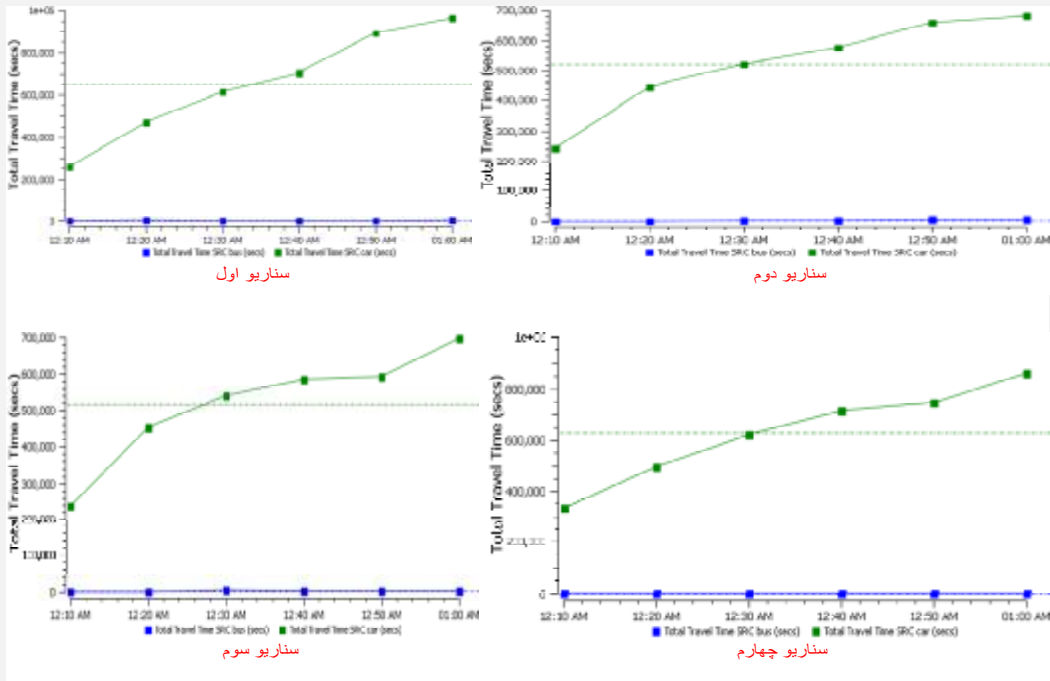 Total Travel Time (secs)
1e+06
800,000
600,000
400,000
200,000
0
12:10 AM 12:20 AM 12:30 AM 12:40 AM 12:50 AM 01:00 AM
Total Travel Time SRC bus (secs) Total Travel Time SRC car (secs)
سناریو اول
Total Travel Time (secs)
700,000
600,000
500,000
400,000
300,000
200,000
100,000
0
12:10 AM 12:20 AM 12:30 AM 12:40 AM 12:50 AM 01:00 AM
Total Travel Time SRC bus (secs) Total Travel Time SRC car (secs)
سناریو دوم
Total Travel Time (secs)
700,000
600,000
500,000
400,000
300,000
200,000
100,000
0
12:10 AM 12:20 AM 12:30 AM 12:40 AM 12:50 AM 01:00 AM
Total Travel Time SRC bus (secs) Total Travel Time SRC car (secs)
سناریو سوم
Total Travel Time (secs)
1e+06
800,000
600,000
400,000
200,000
0
12:10 AM 12:20 AM 12:30 AM 12:40 AM 12:50 AM 01:00 AM
Total Travel Time SRC bus (secs) Total Travel Time SRC car (secs)
سناریو چهارم